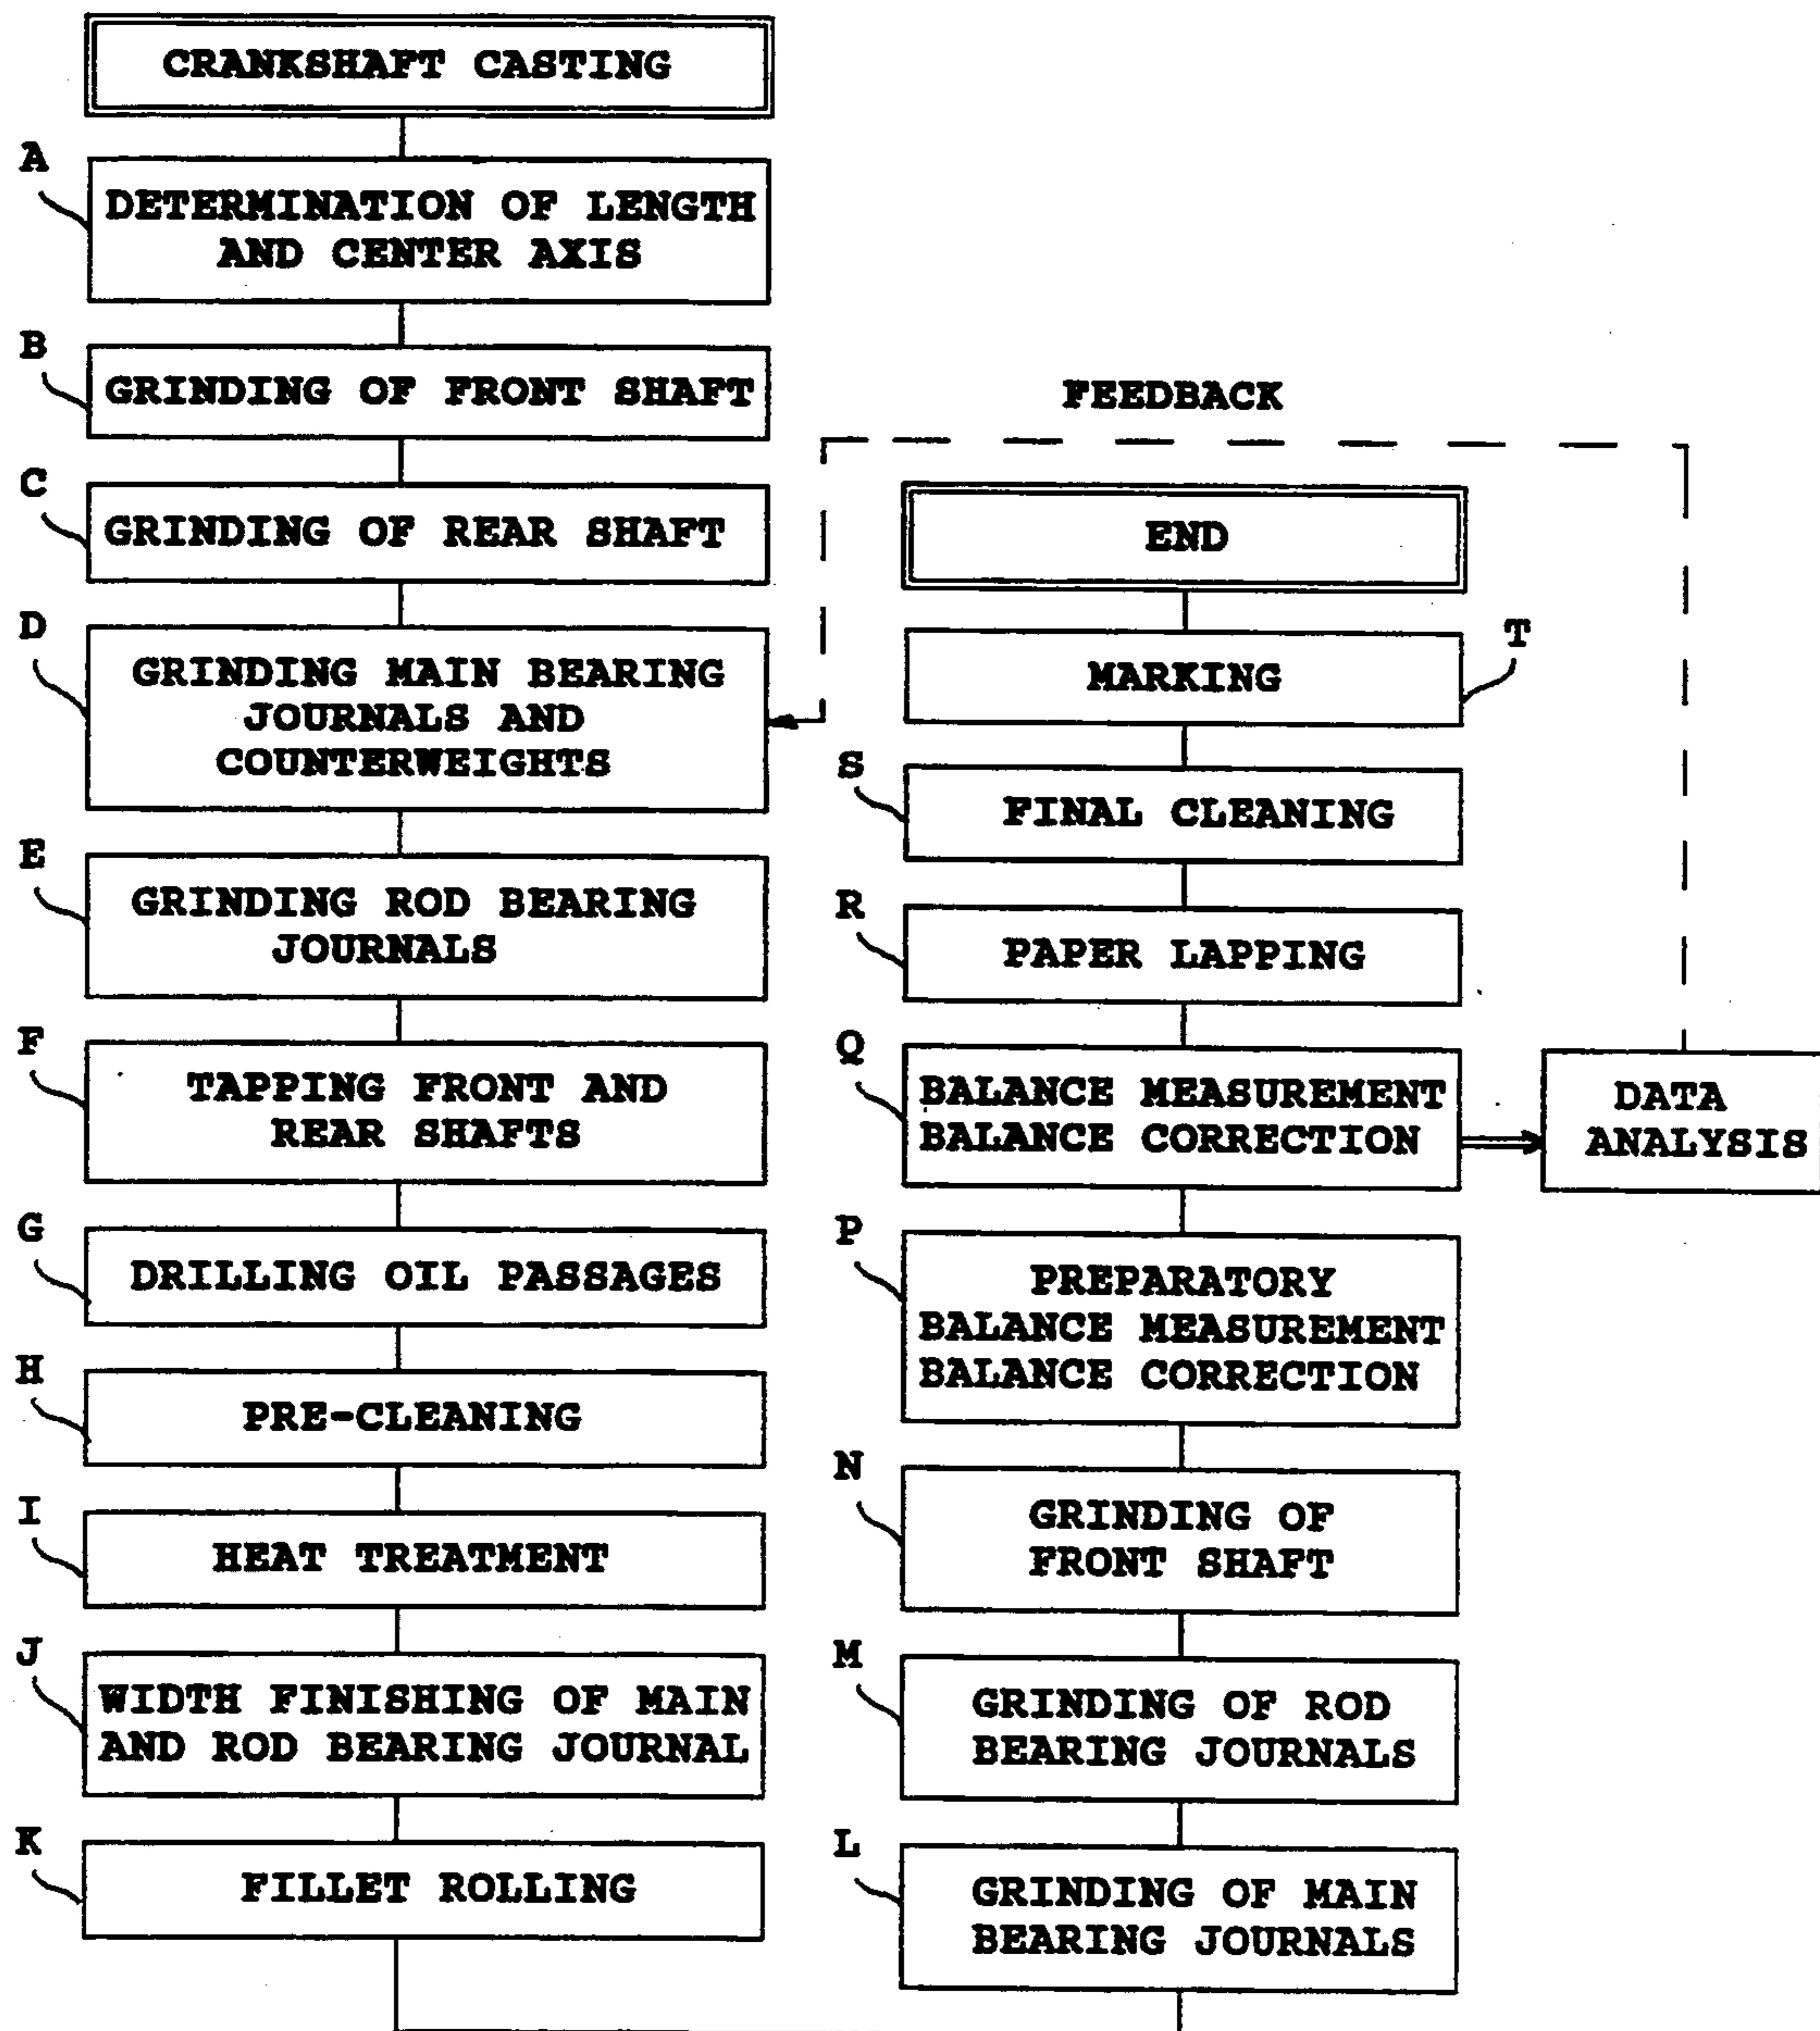 CRANKSHAFT CASTING
A
DETERMINATION OF LENGTH
AND CENTER AXIS
B
GRINDING OF FRONT SHAFT
C
GRINDING OF REAR SHAFT
D
GRINDING MAIN BEARING
JOURNALS AND
COUNTERWEIGHTS
E
GRINDING ROD BEARING
JOURNALS
F
TAPPING FRONT AND
REAR SHAFTS
G
DRILLING OIL PASSAGES
H
PRE-CLEANING
I
HEAT TREATMENT
J
WIDTH FINISHING OF MAIN
AND ROD BEARING JOURNAL
K
FILLET ROLLING
FEEDBACK
END
T
MARKING
S
FINAL CLEANING
R
PAPER LAPPING
Q
BALANCE MEASUREMENT
BALANCE CORRECTION
DATA
ANALYSIS
P
PREPARATORY
BALANCE MEASUREMENT
BALANCE CORRECTION
N
GRINDING OF
FRONT SHAFT
M
GRINDING OF ROD
BEARING JOURNALS
L
GRINDING OF MAIN
BEARING JOURNALS